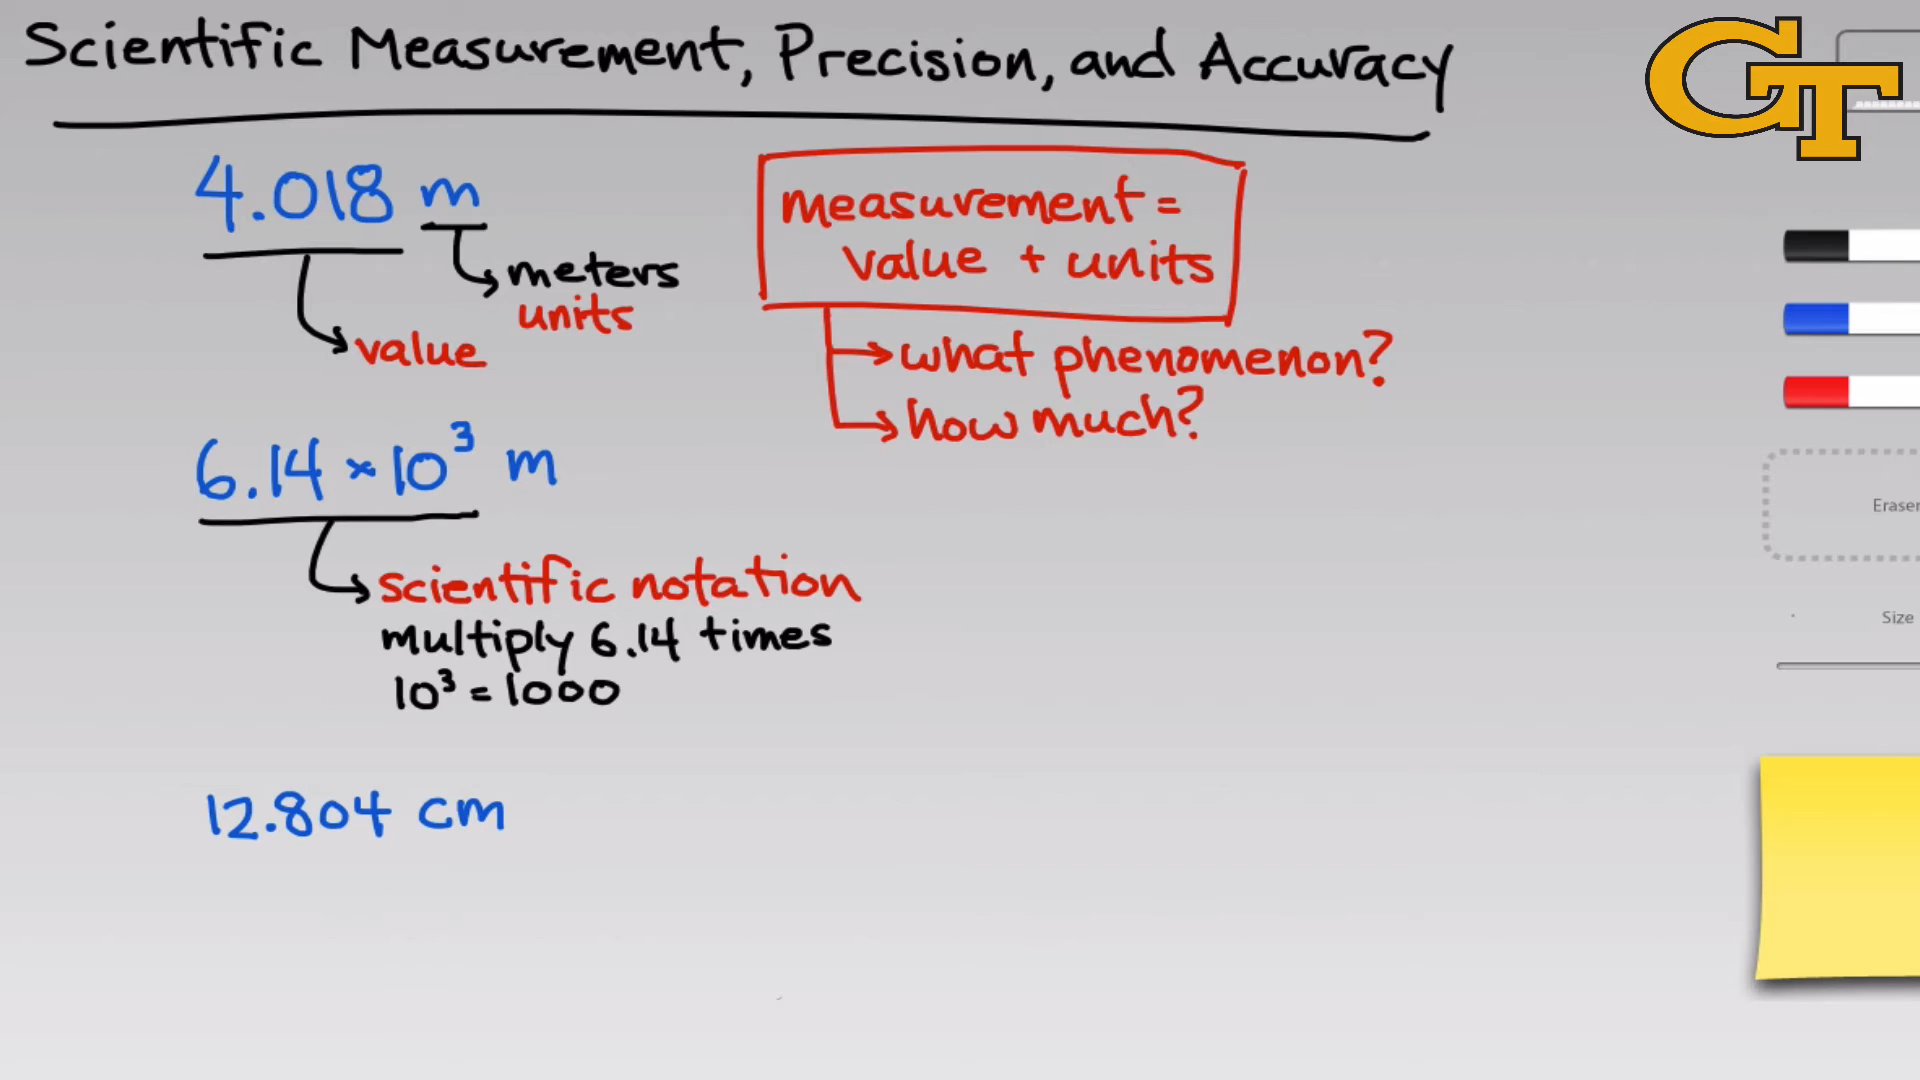 Scientific Measurement, Precision, and Accuracy
GT
4.018 m
meters
units
value
measurement =
value + units
what phenomenon?
how much?
6.14 × 10³ m
scientific notation
multiply 6.14 times
10³ = 1000
12.804 cm
Eraser
Size